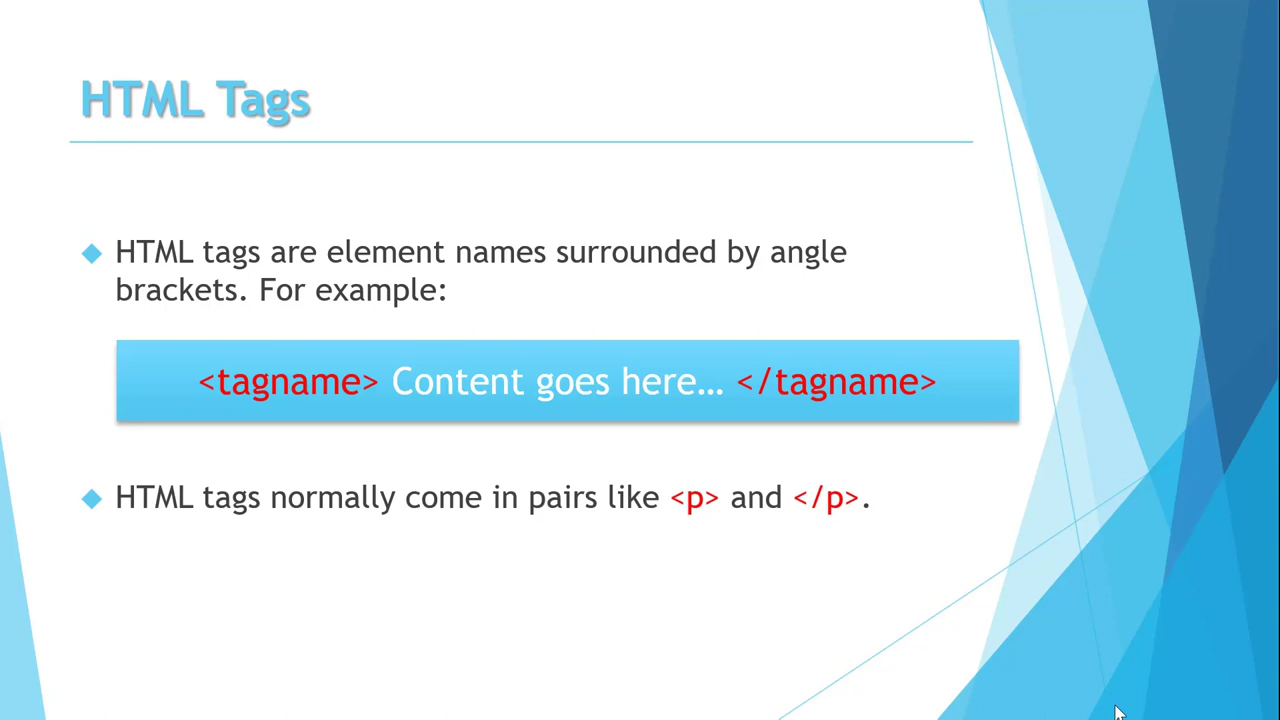 HTML Tags
HTML tags are element names surrounded by angle
brackets. For example:
<tagname> Content goes here… </tagname>
HTML tags normally come in pairs like <p> and </p>.